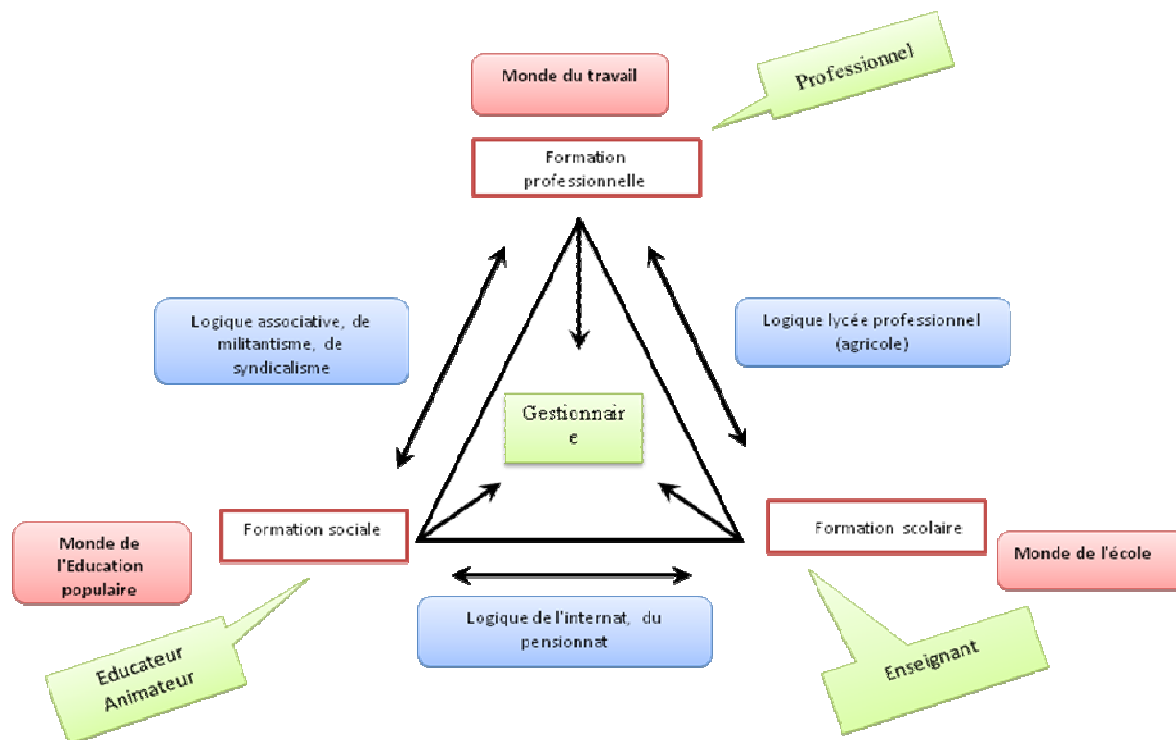 Monde du travail
Professionnel
Formation
professionnelle
Logique associative, de
militantisme, de
syndicalisme
Logique lycée professionnel
(agricole)
Gestionnair
e
Formation sociale
Formation scolaire
Monde de
l'Education
populaire
Monde de l'école
Logique de l'internat, du
pensionnat
Educateur
Animateur
Enseignant